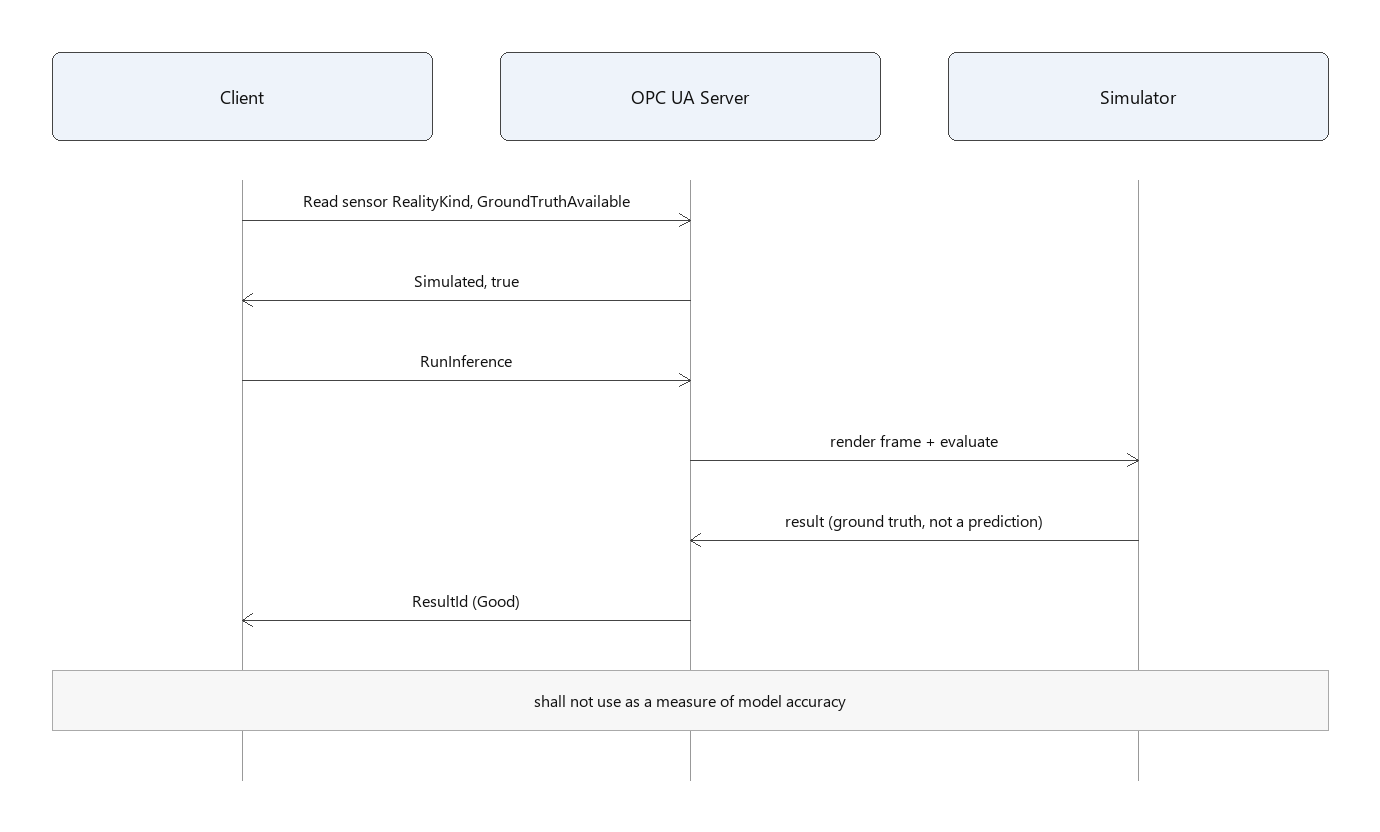 Client
OPC UA Server
Simulator
Read sensor RealityKind, GroundTruthAvailable
Simulated, true
RunInference
render frame + evaluate
result (ground truth, not a prediction)
ResultId (Good)
shall not use as a measure of model accuracy